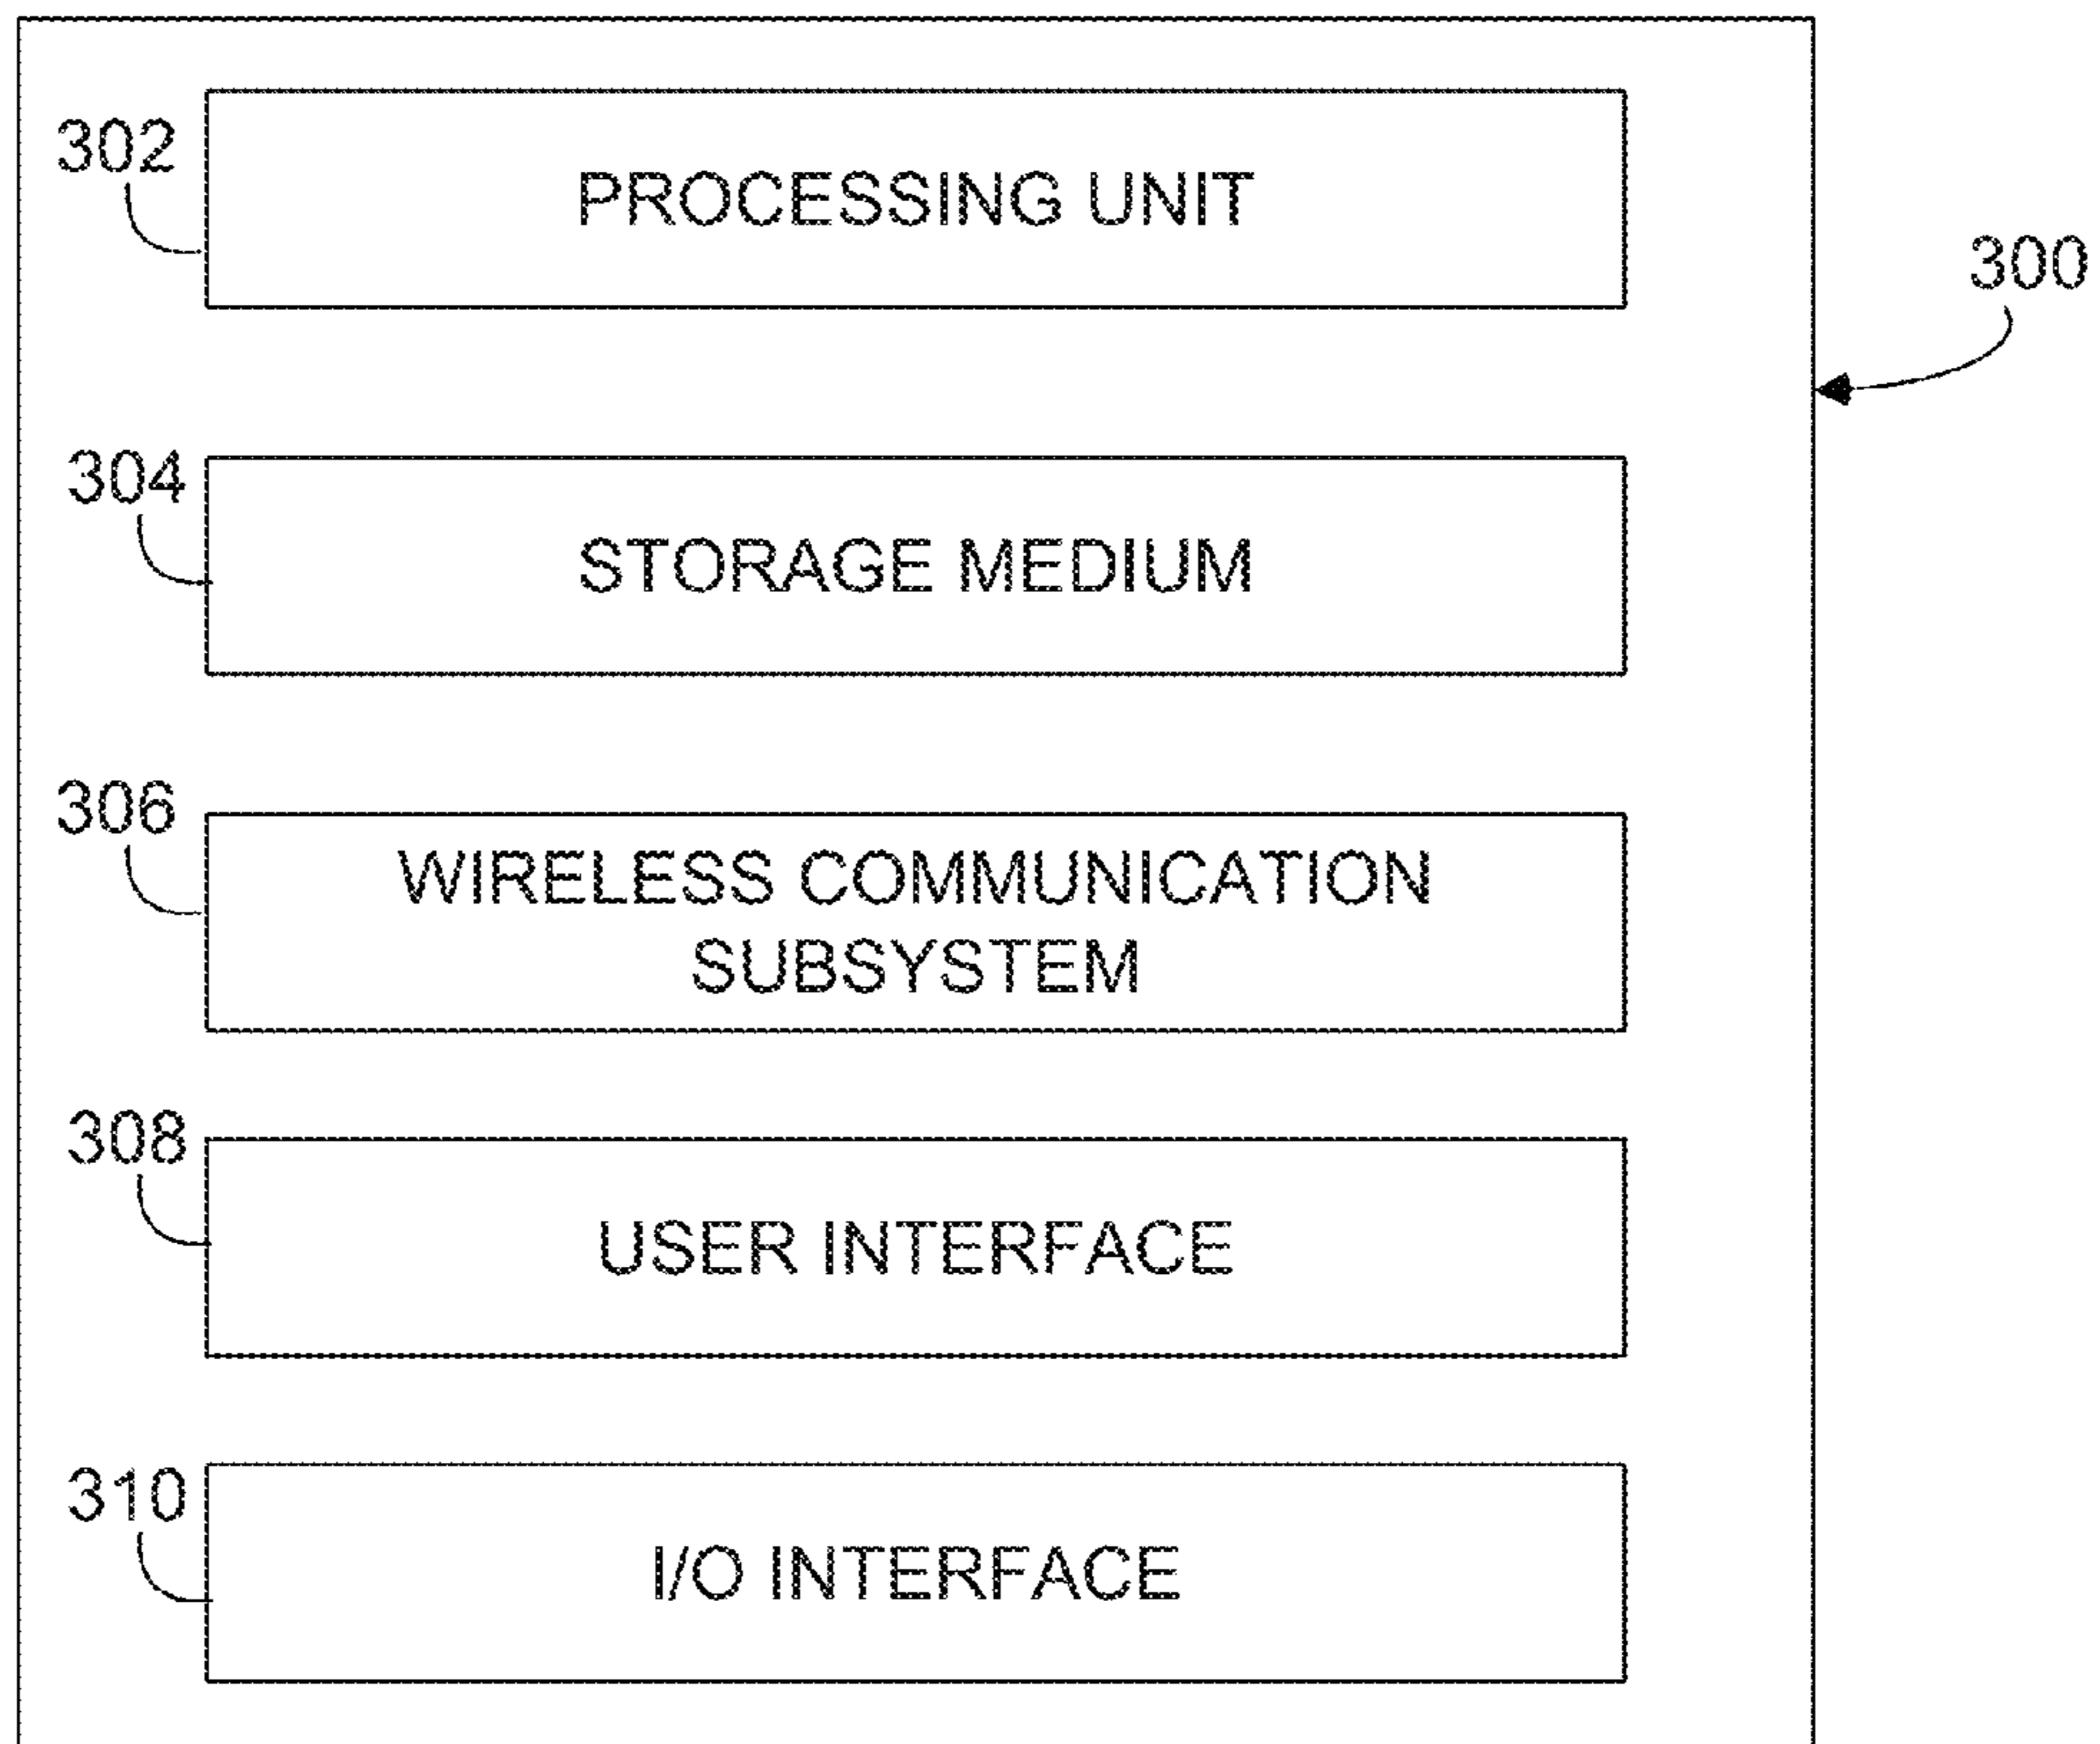 302
PROCESSING UNIT
300
304
STORAGE MEDIUM
306
WIRELESS COMMUNICATION
SUBSYSTEM
308
USER INTERFACE
310
I/O INTERFACE